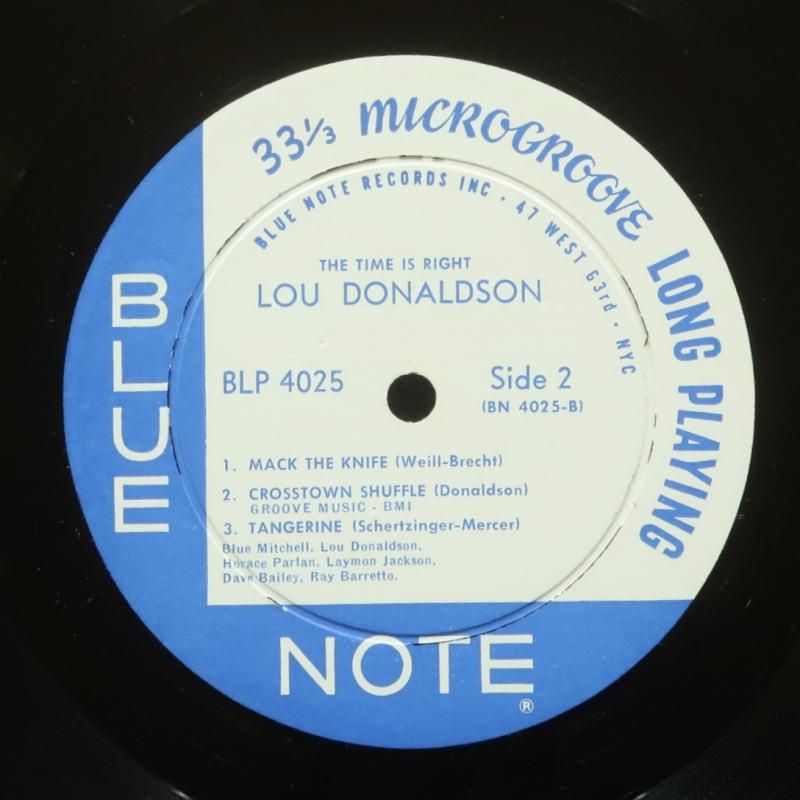 33⅓ MICROGROOVE LONG PLAYING
BLUE NOTE RECORDS INC · 47 WEST 63rd · NYC
THE TIME IS RIGHT
LOU DONALDSON
BLP 4025
Side 2
(BN 4025-B)
1. MACK THE KNIFE (Weill-Brecht)
2. CROSSTOWN SHUFFLE (Donaldson)
GROOVE MUSIC - BMI
3. TANGERINE (Schertzinger-Mercer)
Blue Mitchell, Lou Donaldson,
Horace Parlan, Laymon Jackson,
Dave Bailey, Ray Barretto.
BLUE
NOTE
®